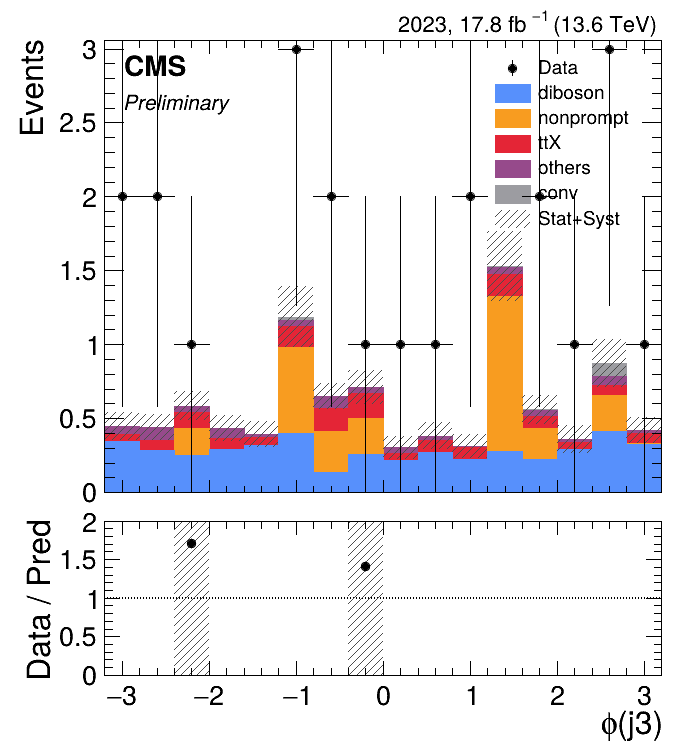 2023, 17.8 fb⁻¹ (13.6 TeV)
Events
3
2.5
2
1.5
1
0.5
0
CMS
Preliminary
Data
diboson
nonprompt
ttX
others
conv
Stat+Syst
Data / Pred
2
1.5
1
0.5
0
−3 −2 −1 0 1 2 3
ϕ(j3)